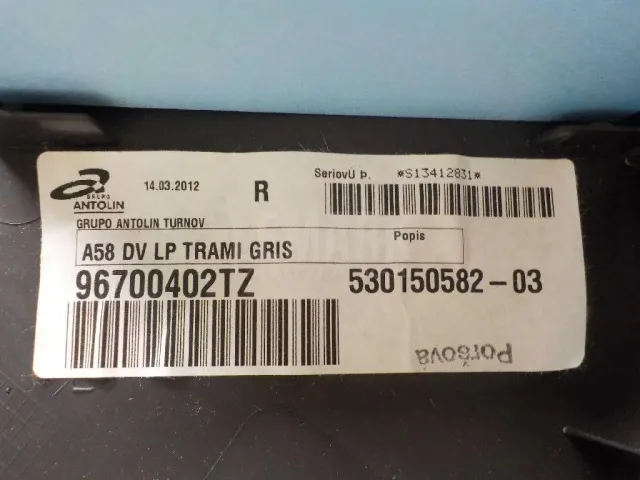 GRUPO
ANTOLIN
14.03.2012
R
SeriovÚ Þ. *S13412831*
GRUPO ANTOLIN TURNOV
Popis
A58 DV LP TRAMI GRIS
96700402TZ
530150582-03
Poršová